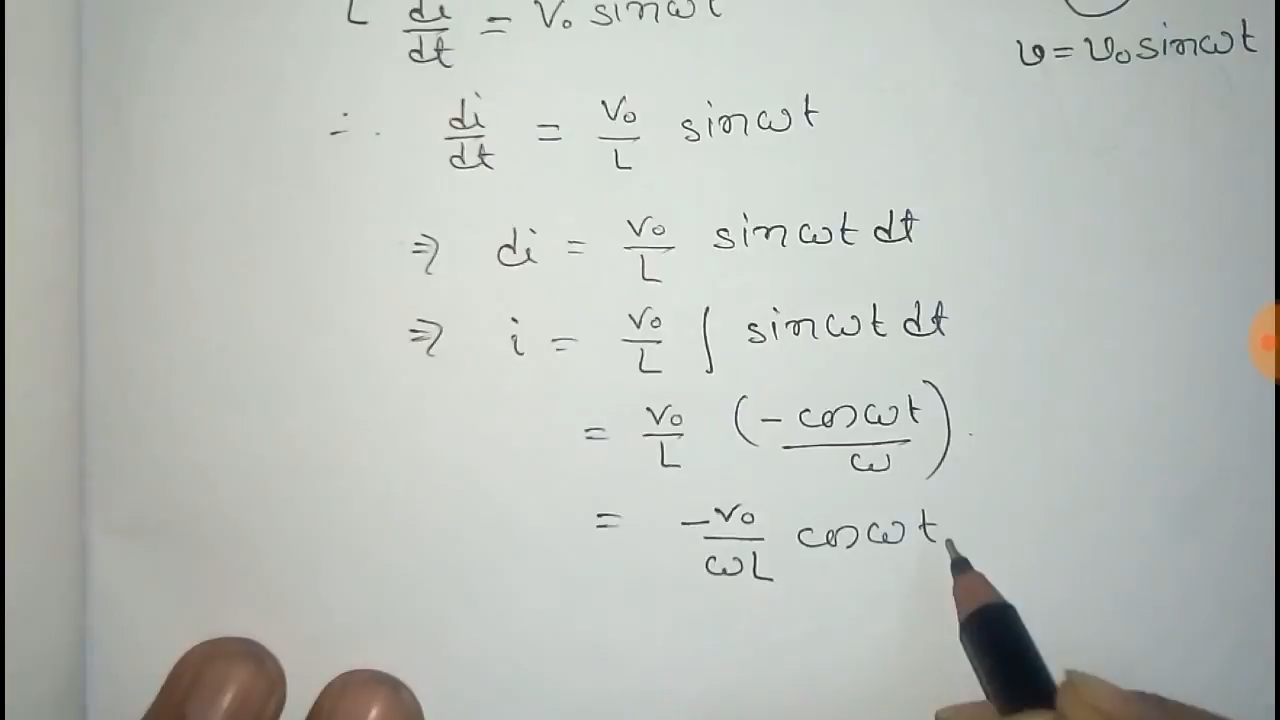 L di/dt = V₀ sinωt
v = v₀ sinωt
∴ di/dt = V₀/L sinωt
⇒ di = V₀/L sinωt dt
⇒ i = V₀/L ∫ sinωt dt
= V₀/L (-cosωt/ω)
= -V₀/ωL cosωt